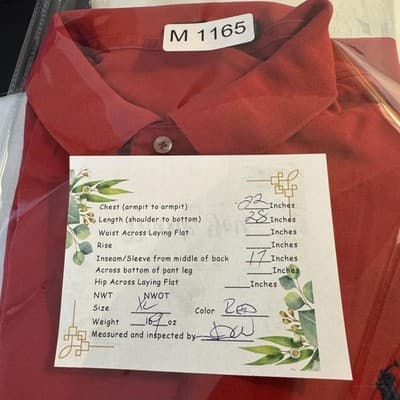 M 1165
Chest (armpit to armpit) 22 Inches
Length (shoulder to bottom) 28 Inches
Waist Across Laying Flat Inches
Rise Inches
Inseam/Sleeve from middle of back 17 Inches
Across bottom of pant leg Inches
Hip Across Laying Flat Inches
NWT NWOT
Size XL Color RED
Weight oz
Measured and inspected by